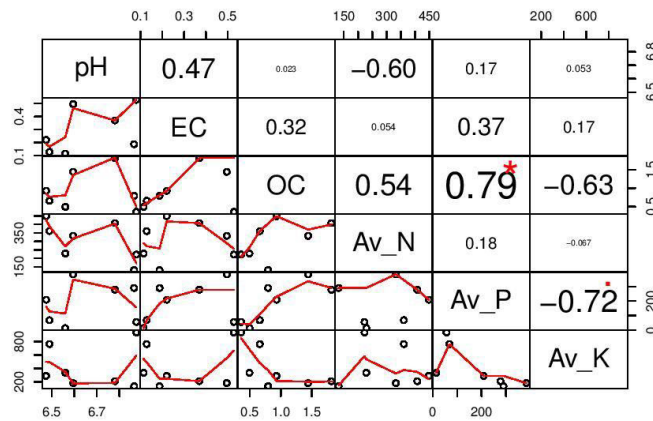 0.1 0.3 0.5 150 300 450 200 600
pH 0.47 0.023 −0.60 0.17 0.053 6.5 6.8
0.1 0.4 EC 0.32 0.054 0.37 0.17
OC 0.54 0.79 * −0.63 0.5 1.5
150 350 Av_N 0.18 −0.067
Av_P −0.72 . 0 200
200 800 Av_K
6.5 6.7 0.5 1.0 1.5 0 200